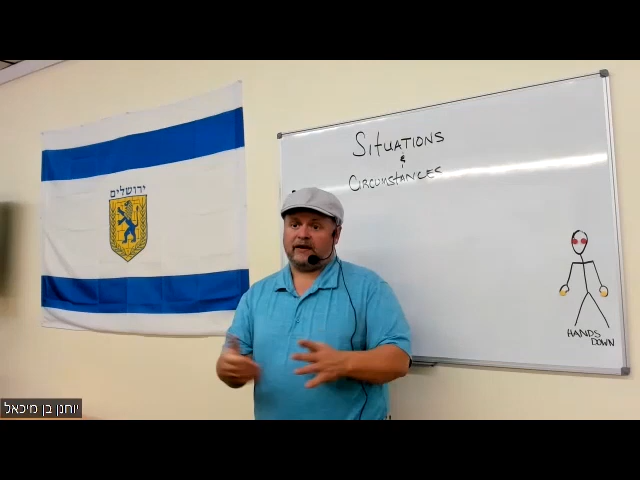 ירושלים
SITUATIONS
&
CIRCUMSTANCES
HANDS
DOWN
יוחנן בן מיכאל